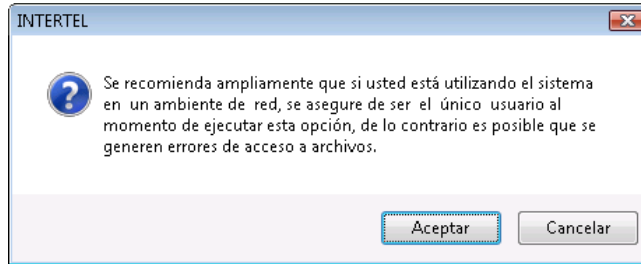 INTERTEL
Se recomienda ampliamente que si usted está utilizando el sistema
en un ambiente de red, se asegure de ser el único usuario al
momento de ejecutar esta opción, de lo contrario es posible que se
generen errores de acceso a archivos.
Aceptar
Cancelar